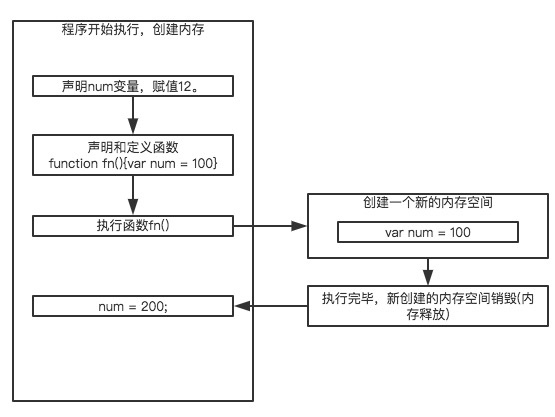 程序开始执行，创建内存
声明num变量，赋值12。
声明和定义函数
function fn(){var num = 100}
执行函数fn()
创建一个新的内存空间
var num = 100
执行完毕，新创建的内存空间销毁(内
存释放)
num = 200;